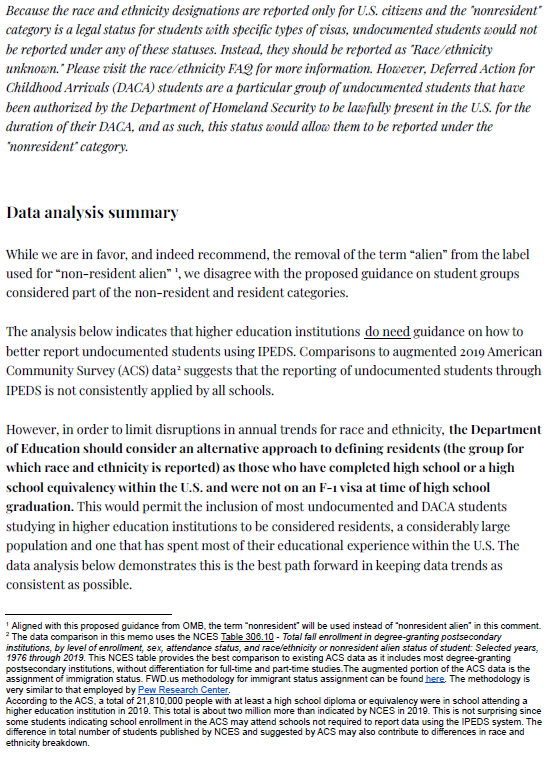 Because the race and ethnicity designations are reported only for U.S. citizens and the "nonresident"
category is a legal status for students with specific types of visas, undocumented students would not
be reported under any of these statuses. Instead, they should be reported as "Race/ethnicity
unknown." Please visit the race/ethnicity FAQ for more information. However, Deferred Action for
Childhood Arrivals (DACA) students are a particular group of undocumented students that have
been authorized by the Department of Homeland Security to be lawfully present in the U.S. for the
duration of their DACA, and as such, this status would allow them to be reported under the
"nonresident" category.
Data analysis summary
While we are in favor, and indeed recommend, the removal of the term “alien” from the label
used for “non-resident alien” ¹, we disagree with the proposed guidance on student groups
considered part of the non-resident and resident categories.
The analysis below indicates that higher education institutions do need guidance on how to
better report undocumented students using IPEDS. Comparisons to augmented 2019 American
Community Survey (ACS) data² suggests that the reporting of undocumented students through
IPEDS is not consistently applied by all schools.
However, in order to limit disruptions in annual trends for race and ethnicity, the Department
of Education should consider an alternative approach to defining residents (the group for
which race and ethnicity is reported) as those who have completed high school or a high
school equivalency within the U.S. and were not on an F-1 visa at time of high school
graduation. This would permit the inclusion of most undocumented and DACA students
studying in higher education institutions to be considered residents, a considerably large
population and one that has spent most of their educational experience within the U.S. The
data analysis below demonstrates this is the best path forward in keeping data trends as
consistent as possible.
¹ Aligned with this proposed guidance from OMB, the term “nonresident” will be used instead of “nonresident alien” in this comment.
² The data comparison in this memo uses the NCES Table 306.10 - Total fall enrollment in degree-granting postsecondary
institutions, by level of enrollment, sex, attendance status, and race/ethnicity or nonresident alien status of student: Selected years,
1976 through 2019. This NCES table provides the best comparison to existing ACS data as it includes most degree-granting
postsecondary institutions, without differentiation for full-time and part-time studies.The augmented portion of the ACS data is the
assignment of immigration status. FWD.us methodology for immigrant status assignment can be found here. The methodology is
very similar to that employed by Pew Research Center.
According to the ACS, a total of 21,810,000 people with at least a high school diploma or equivalency were in school attending a
higher education institution in 2019. This total is about two million more than indicated by NCES in 2019. This is not surprising since
some students indicating school enrollment in the ACS may attend schools not required to report data using the IPEDS system. The
difference in total number of students published by NCES and suggested by ACS may also contribute to differences in race and
ethnicity breakdown.